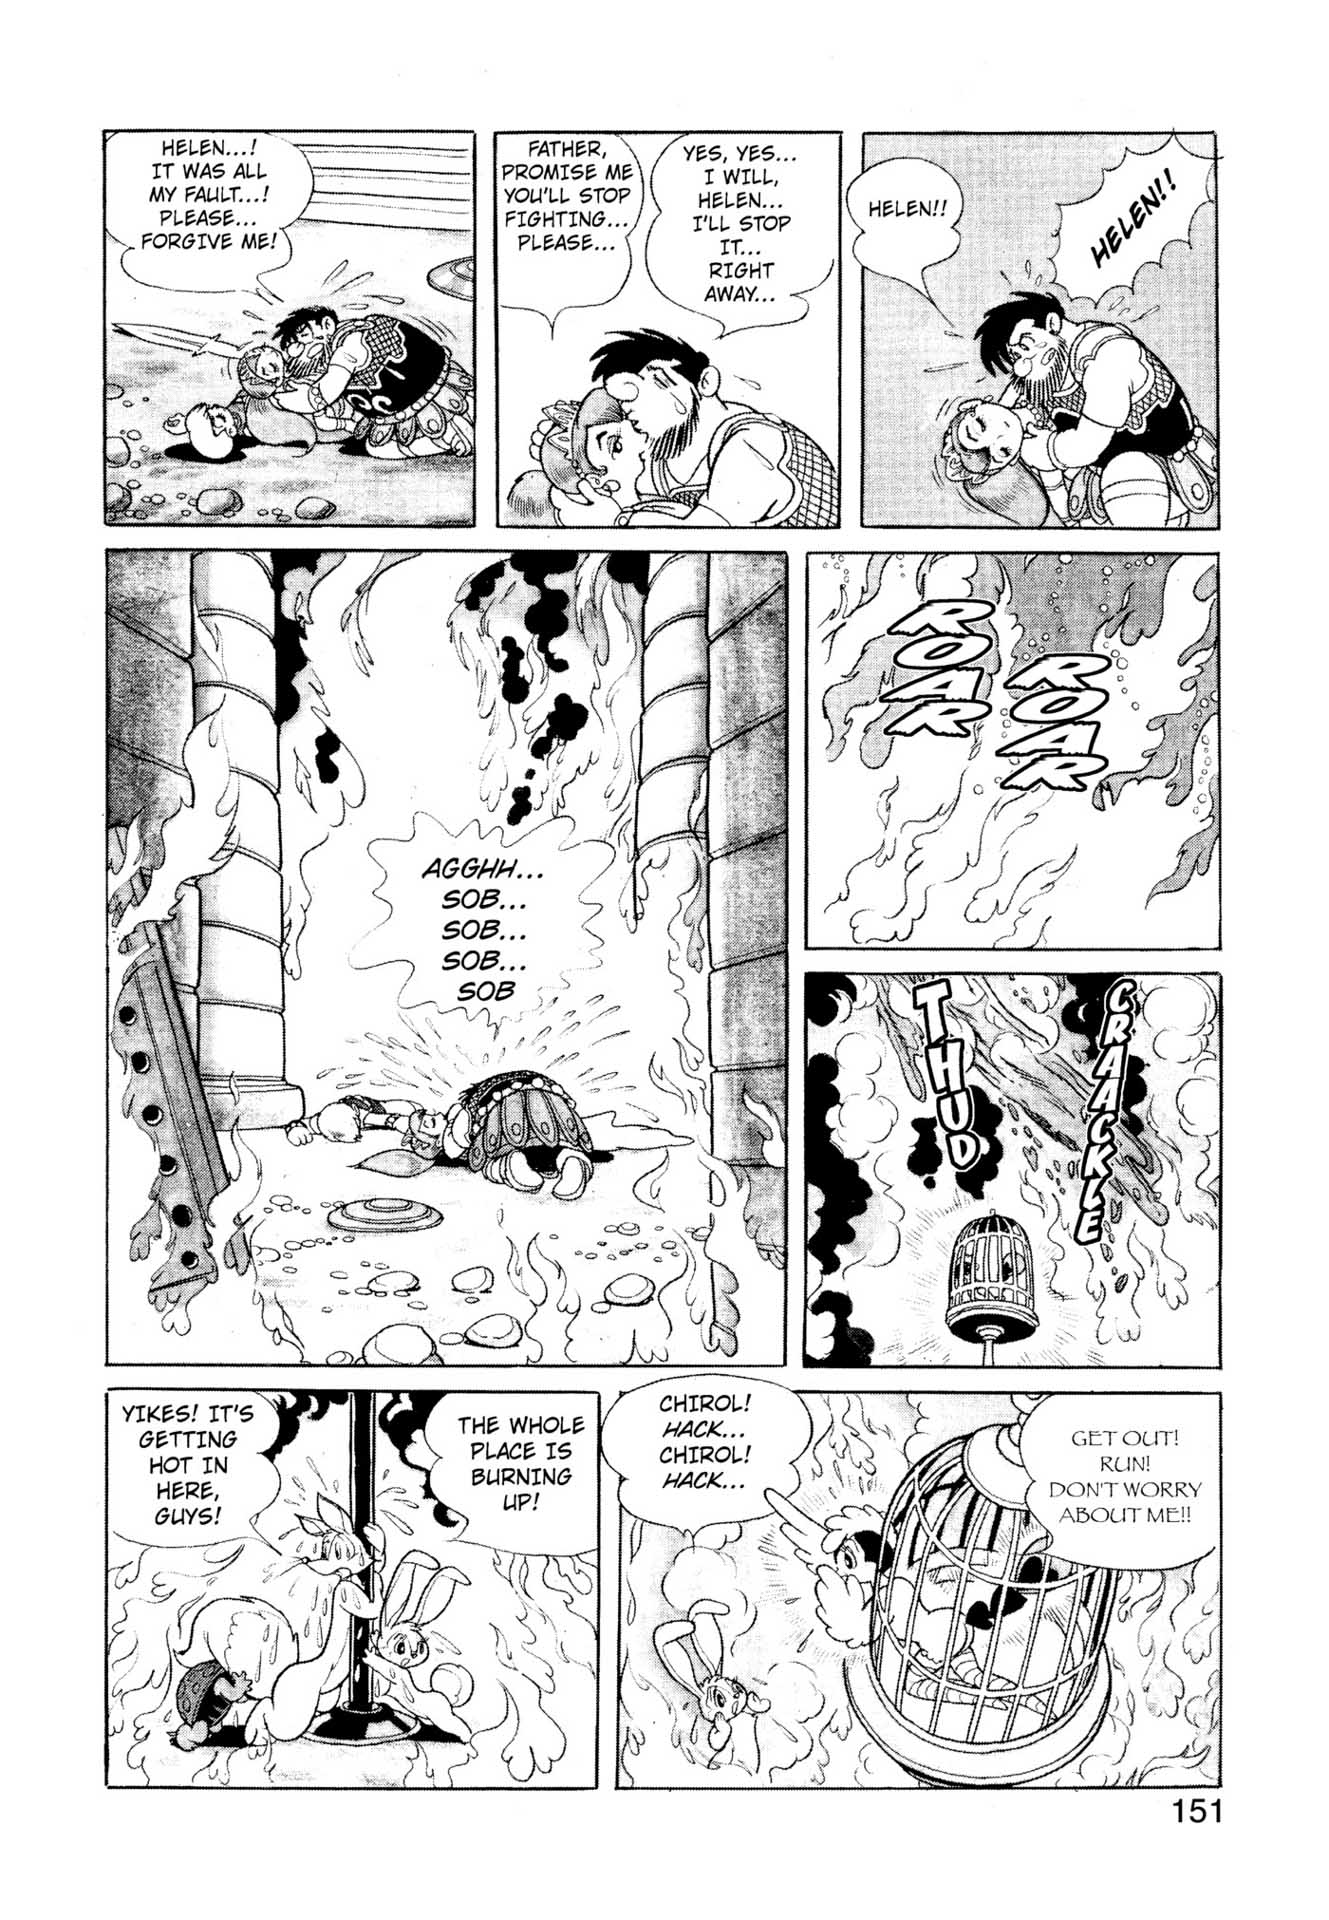 HELEN...!
IT WAS ALL
MY FAULT...!
PLEASE...
FORGIVE ME!
FATHER,
PROMISE ME
YOU'LL STOP
FIGHTING...
PLEASE...
YES, YES...
I WILL,
HELEN...
I'LL STOP
IT...
RIGHT
AWAY...
HELEN!!
HELEN!!
AGGHH...
SOB...
SOB...
SOB...
SOB
ROAR
ROAR
THUD
CRAACKLE
YIKES! IT'S
GETTING
HOT IN
HERE,
GUYS!
THE WHOLE
PLACE IS
BURNING
UP!
CHIROL!
HACK...
CHIROL!
HACK...
GET OUT!
RUN!
DON'T WORRY
ABOUT ME!!
151